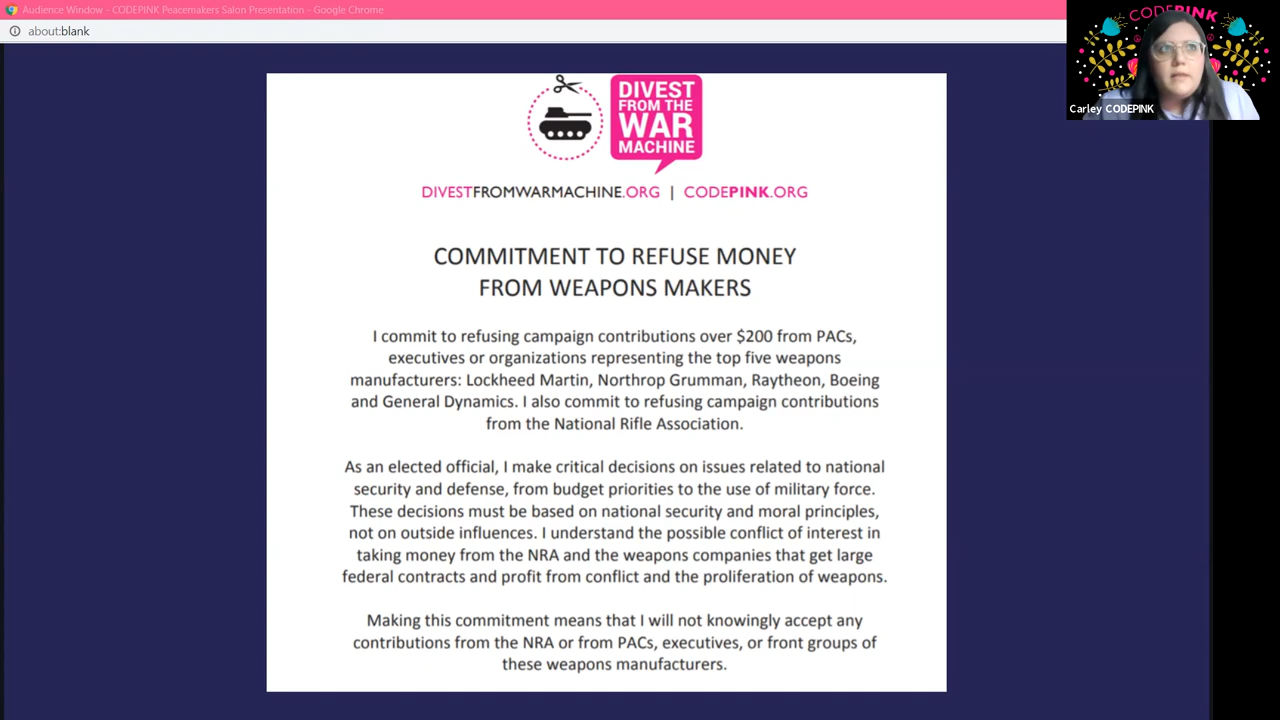 Audience Window - CODEPINK Peacemakers Salon Presentation - Google Chrome
about:blank
CODEPINK
Carley CODEPINK
DIVEST
FROM THE
WAR
MACHINE
DIVESTFROMWARMACHINE.ORG | CODEPINK.ORG
COMMITMENT TO REFUSE MONEY
FROM WEAPONS MAKERS
I commit to refusing campaign contributions over $200 from PACs,
executives or organizations representing the top five weapons
manufacturers: Lockheed Martin, Northrop Grumman, Raytheon, Boeing
and General Dynamics. I also commit to refusing campaign contributions
from the National Rifle Association.
As an elected official, I make critical decisions on issues related to national
security and defense, from budget priorities to the use of military force.
These decisions must be based on national security and moral principles,
not on outside influences. I understand the possible conflict of interest in
taking money from the NRA and the weapons companies that get large
federal contracts and profit from conflict and the proliferation of weapons.
Making this commitment means that I will not knowingly accept any
contributions from the NRA or from PACs, executives, or front groups of
these weapons manufacturers.